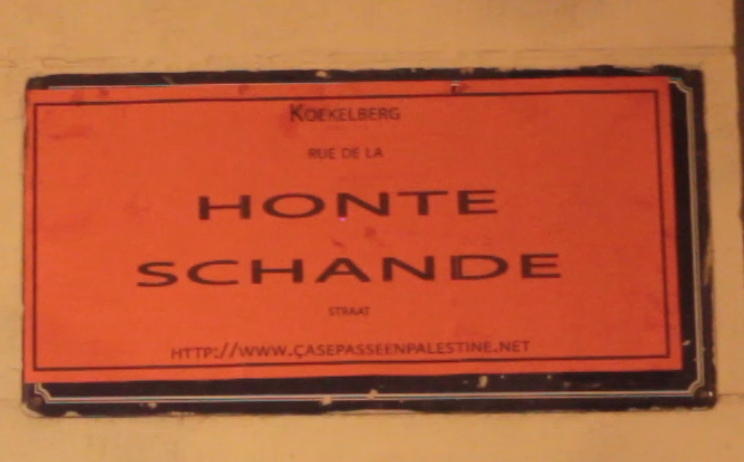 KOEKELBERG
RUE DE LA
HONTE
SCHANDE
STRAAT
HTTP://WWW.ÇASEPASSEENPALESTINE.NET